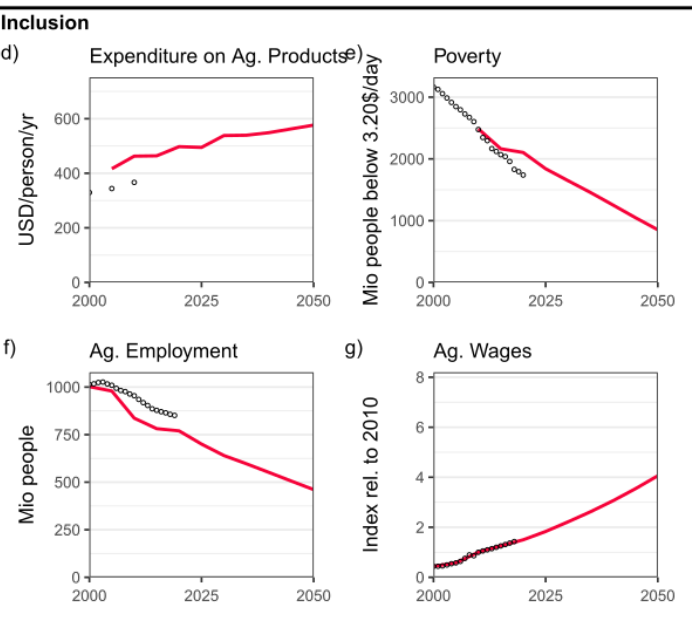 Inclusion
d) Expenditure on Ag. Products
USD/person/yr
600
400
200
0
2000 2025 2050
e) Poverty
Mio people below 3.20$/day
3000
2000
1000
0
2000 2025 2050
f) Ag. Employment
Mio people
1000
750
500
250
0
2000 2025 2050
g) Ag. Wages
Index rel. to 2010
8
6
4
2
0
2000 2025 2050